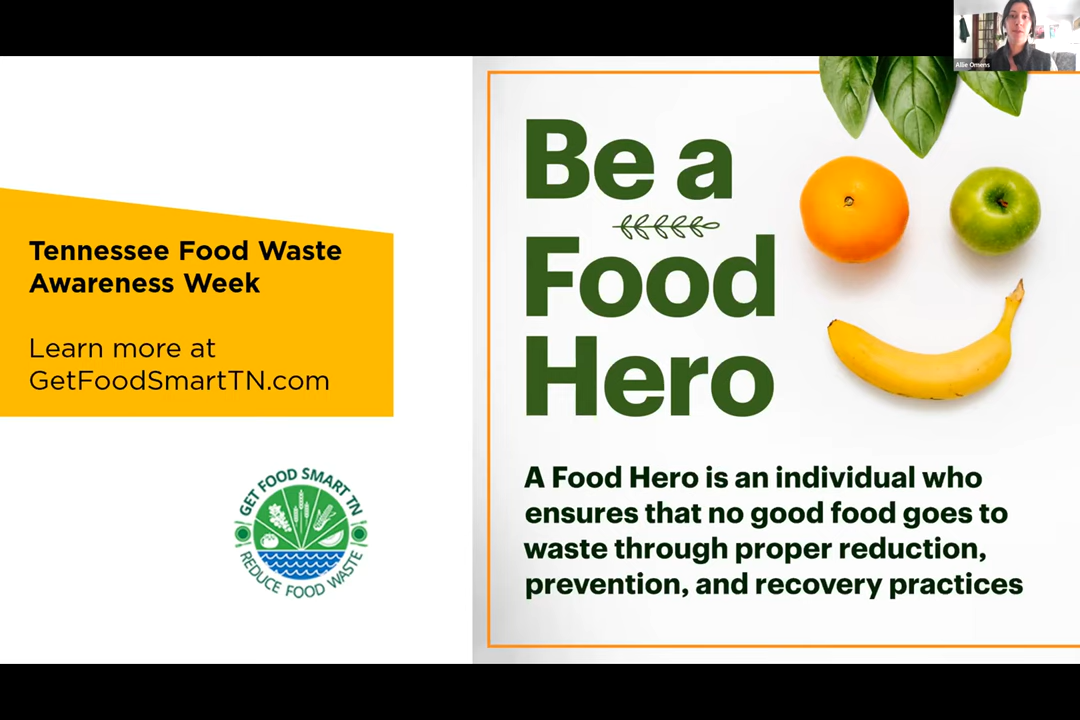 Allie Omens
Tennessee Food Waste
Awareness Week
Learn more at
GetFoodSmartTN.com
GET FOOD SMART TN
REDUCE FOOD WASTE
Be a
Food
Hero
A Food Hero is an individual who
ensures that no good food goes to
waste through proper reduction,
prevention, and recovery practices